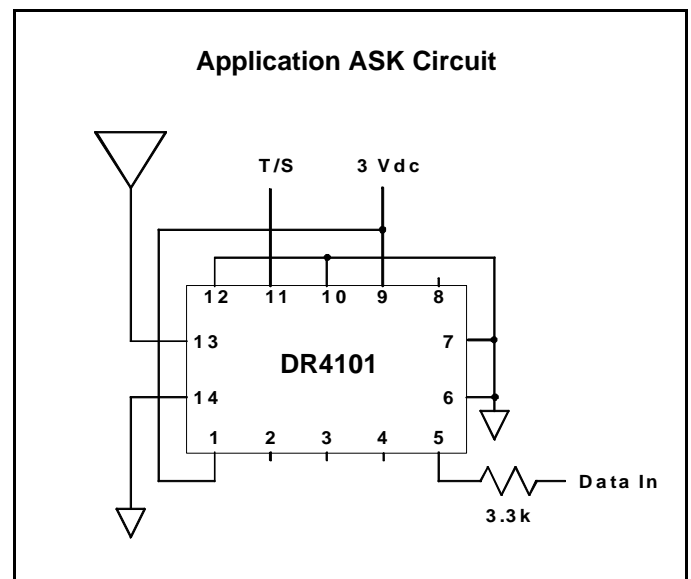 Application ASK Circuit
T/S 3 Vdc
12 11 10 9 8
13 7
DR4101
14 6
1 2 3 4 5
Data In
3.3k